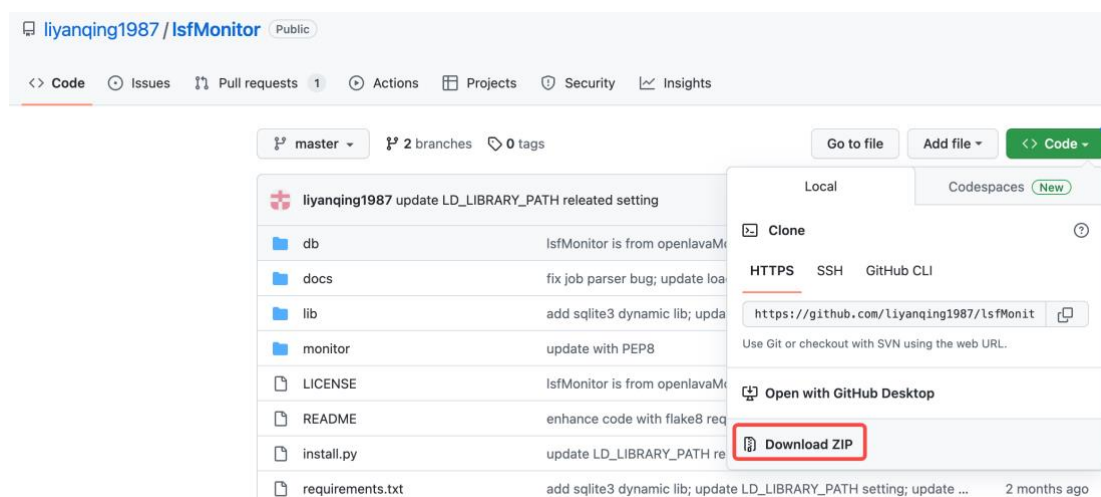 liyanqing1987 / lsfMonitor Public
Code Issues Pull requests 1 Actions Projects Security Insights
master 2 branches 0 tags Go to file Add file Code
Local Codespaces New
liyanqing1987 update LD_LIBRARY_PATH releated setting
Clone
db lsfMonitor is from openlavaMo
HTTPS SSH GitHub CLI
docs fix job parser bug; update loa
https://github.com/liyanqing1987/lsfMonit
lib add sqlite3 dynamic lib; upda
Use Git or checkout with SVN using the web URL.
monitor update with PEP8
LICENSE lsfMonitor is from openlavaMo
Open with GitHub Desktop
README enhance code with flake8 req
Download ZIP
install.py update LD_LIBRARY_PATH re
requirements.txt add sqlite3 dynamic lib; update LD_LIBRARY_PATH setting; update ... 2 months ago